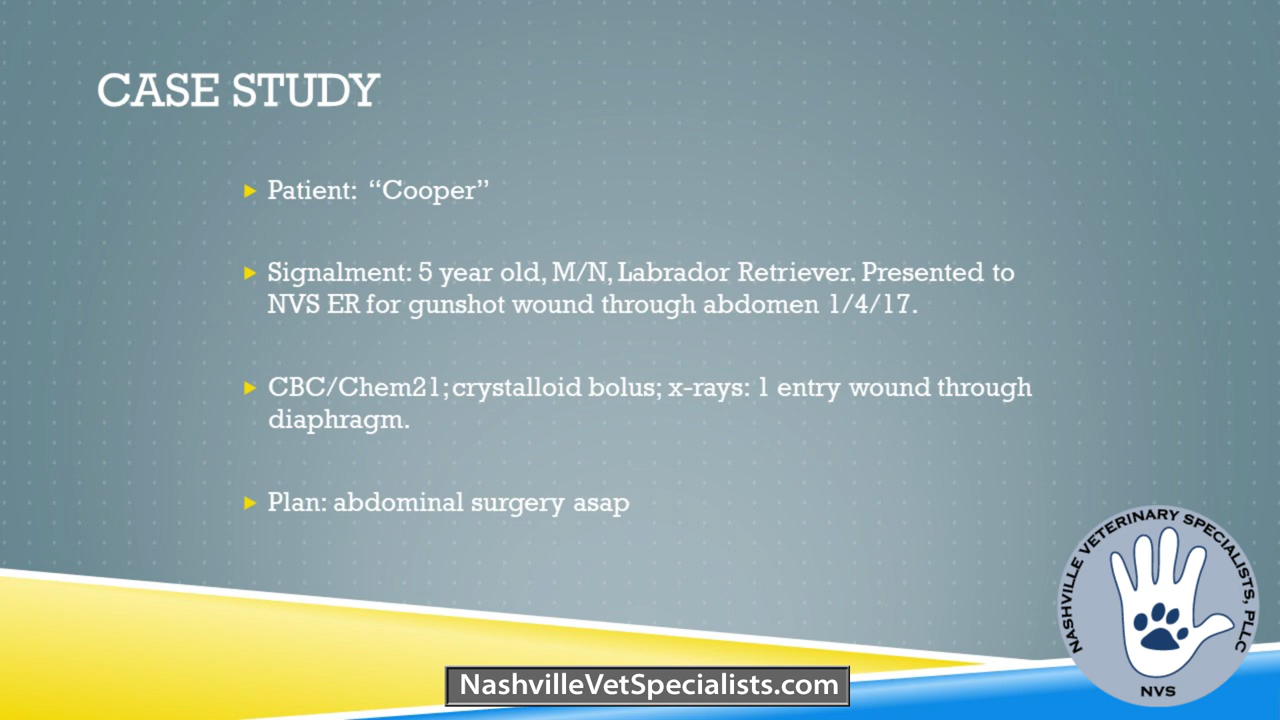 CASE STUDY
Patient:  “Cooper”
Signalment: 5 year old, M/N, Labrador Retriever. Presented to
NVS ER for gunshot wound through abdomen 1/4/17.
CBC/Chem21; crystalloid bolus; x-rays: 1 entry wound through
diaphragm.
Plan: abdominal surgery asap
NASHVILLE VETERINARY SPECIALISTS, PLLC
NVS
NashvilleVetSpecialists.com